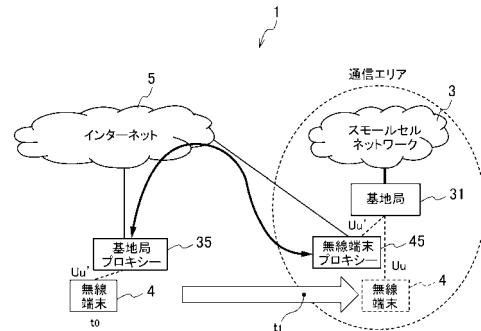 1
通信エリア
5
3
インターネット
スモールセル
ネットワーク
基地局
31
Uu'
基地局
プロキシー
35
無線端末
プロキシー
45
Uu'
Uu
無線
端末
4
無線
端末
4
t0
t1